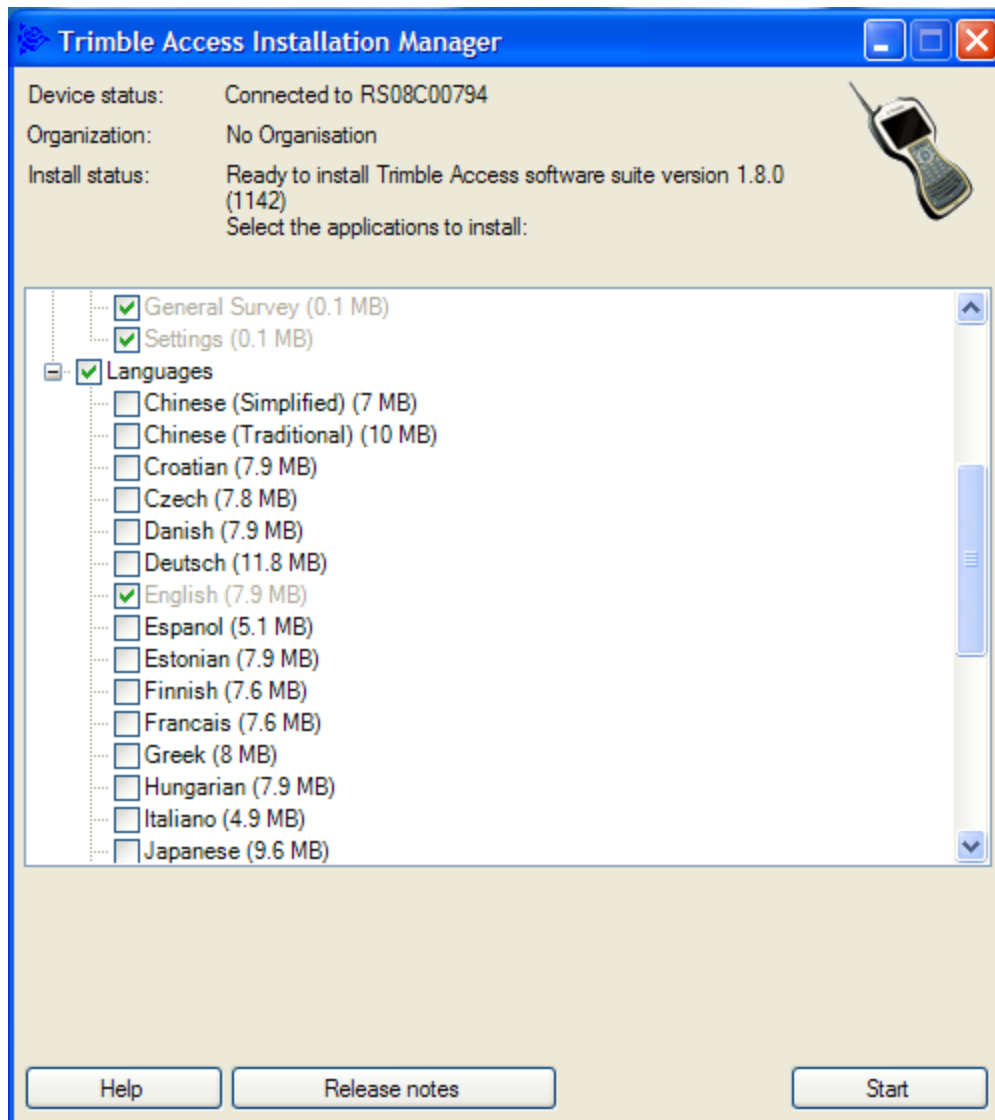 Trimble Access Installation Manager
Device status: Connected to RS08C00794
Organization: No Organisation
Install status: Ready to install Trimble Access software suite version 1.8.0
(1142)
Select the applications to install:
General Survey (0.1 MB)
Settings (0.1 MB)
Languages
Chinese (Simplified) (7 MB)
Chinese (Traditional) (10 MB)
Croatian (7.9 MB)
Czech (7.8 MB)
Danish (7.9 MB)
Deutsch (11.8 MB)
English (7.9 MB)
Espanol (5.1 MB)
Estonian (7.9 MB)
Finnish (7.6 MB)
Francais (7.6 MB)
Greek (8 MB)
Hungarian (7.9 MB)
Italiano (4.9 MB)
Japanese (9.6 MB)
Help Release notes Start